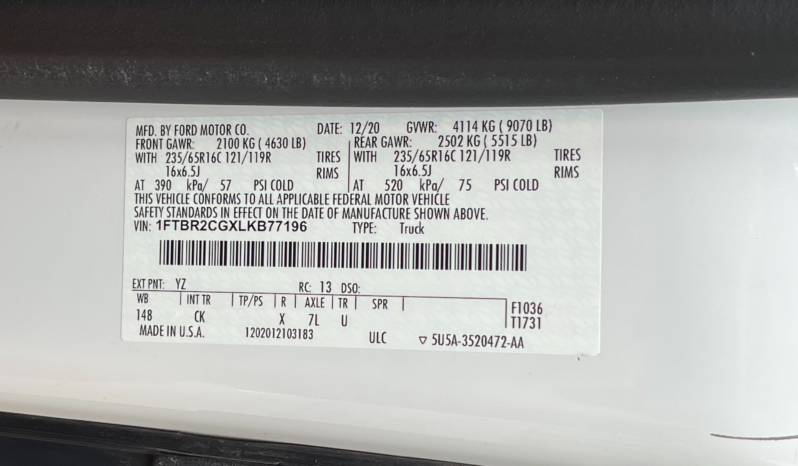 MFD. BY FORD MOTOR CO. DATE: 12/20 GVWR: 4114 KG ( 9070 LB)
FRONT GAWR: 2100 KG ( 4630 LB) REAR GAWR: 2502 KG ( 5515 LB)
WITH 235/65R16C 121/119R TIRES WITH 235/65R16C 121/119R TIRES
16x6.5J RIMS 16x6.5J RIMS
AT 390 kPa/ 57 PSI COLD AT 520 kPa/ 75 PSI COLD
THIS VEHICLE CONFORMS TO ALL APPLICABLE FEDERAL MOTOR VEHICLE
SAFETY STANDARDS IN EFFECT ON THE DATE OF MANUFACTURE SHOWN ABOVE.
VIN: 1FTBR2CGXLKB77196 TYPE: Truck
EXT PNT: YZ RC: 13 DSO:
WB INT TR TP/PS R AXLE TR SPR F1036
148 CK X 7L U T1731
MADE IN U.S.A. 1202012103183 ULC ▽ 5U5A-3520472-AA